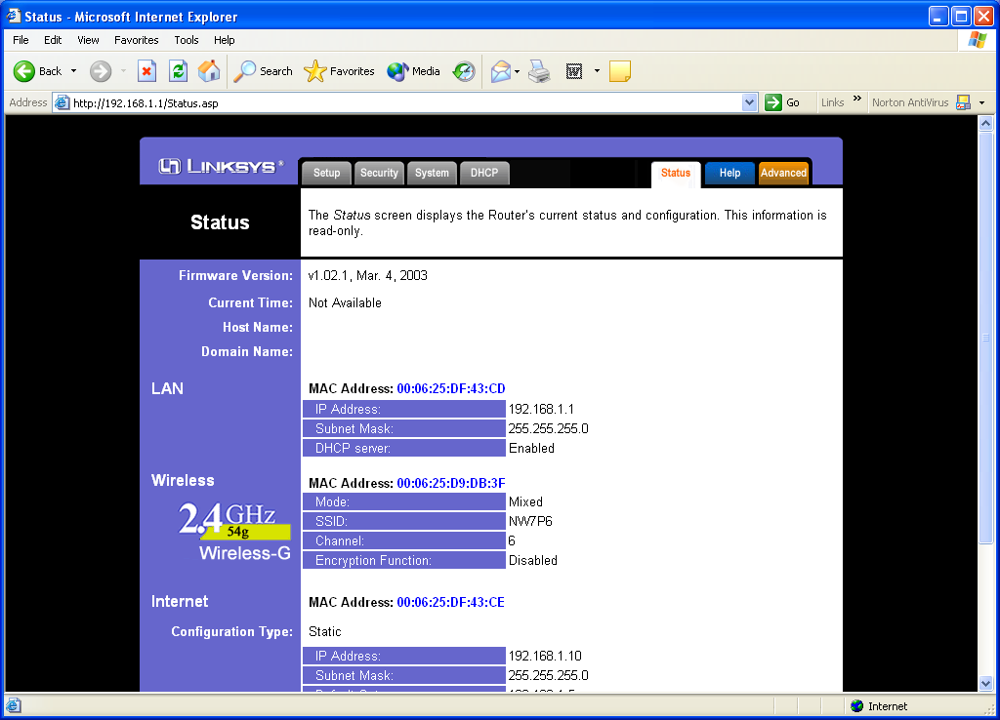 Status - Microsoft Internet Explorer
File Edit View Favorites Tools Help
Back Search Favorites Media
Address http://192.168.1.1/Status.asp Go Links » Norton AntiVirus
LINKSYS®
Setup Security System DHCP Status Help Advanced
Status
The Status screen displays the Router's current status and configuration. This information is
read-only.
Firmware Version: v1.02.1, Mar. 4, 2003
Current Time: Not Available
Host Name:
Domain Name:
LAN MAC Address: 00:06:25:DF:43:CD
IP Address: 192.168.1.1
Subnet Mask: 255.255.255.0
DHCP server: Enabled
Wireless MAC Address: 00:06:25:D9:DB:3F
Mode: Mixed
SSID: NW7P6
Channel: 6
Encryption Function: Disabled
2.4GHz
54g
Wireless-G
Internet MAC Address: 00:06:25:DF:43:CE
Configuration Type: Static
IP Address: 192.168.1.10
Subnet Mask: 255.255.255.0
Internet